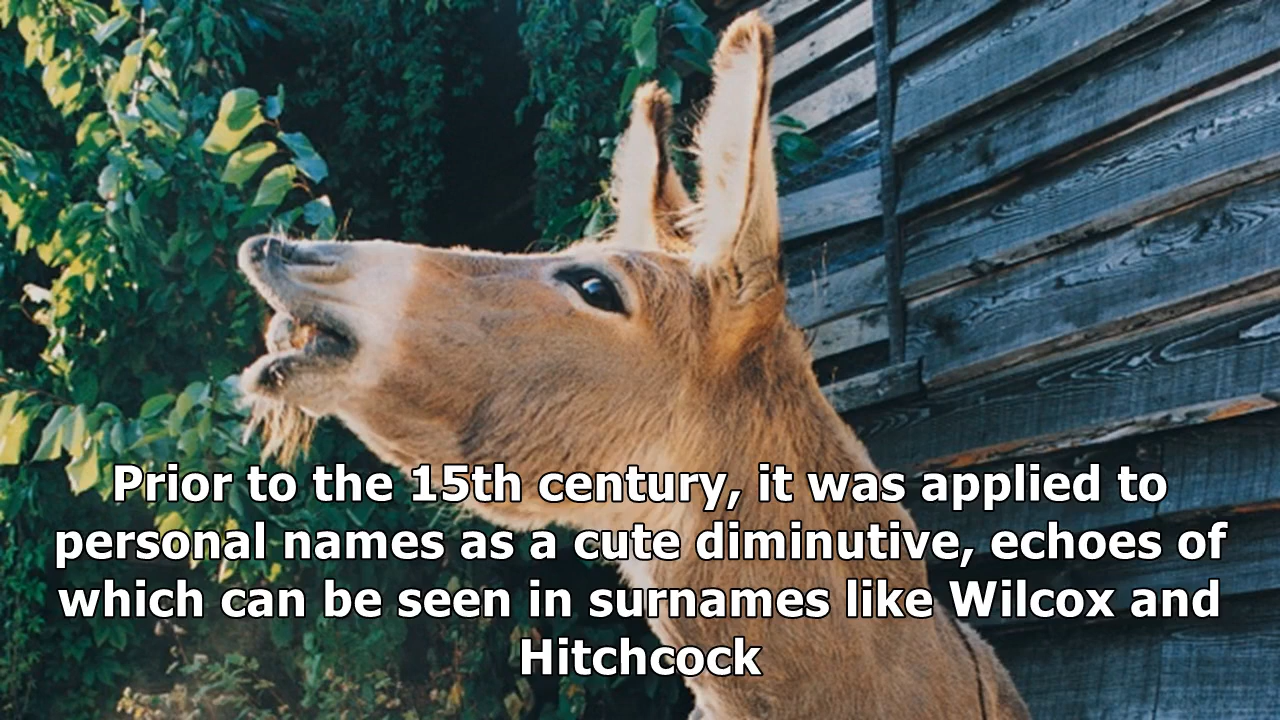 Prior to the 15th century, it was applied to
personal names as a cute diminutive, echoes of
which can be seen in surnames like Wilcox and
Hitchcock